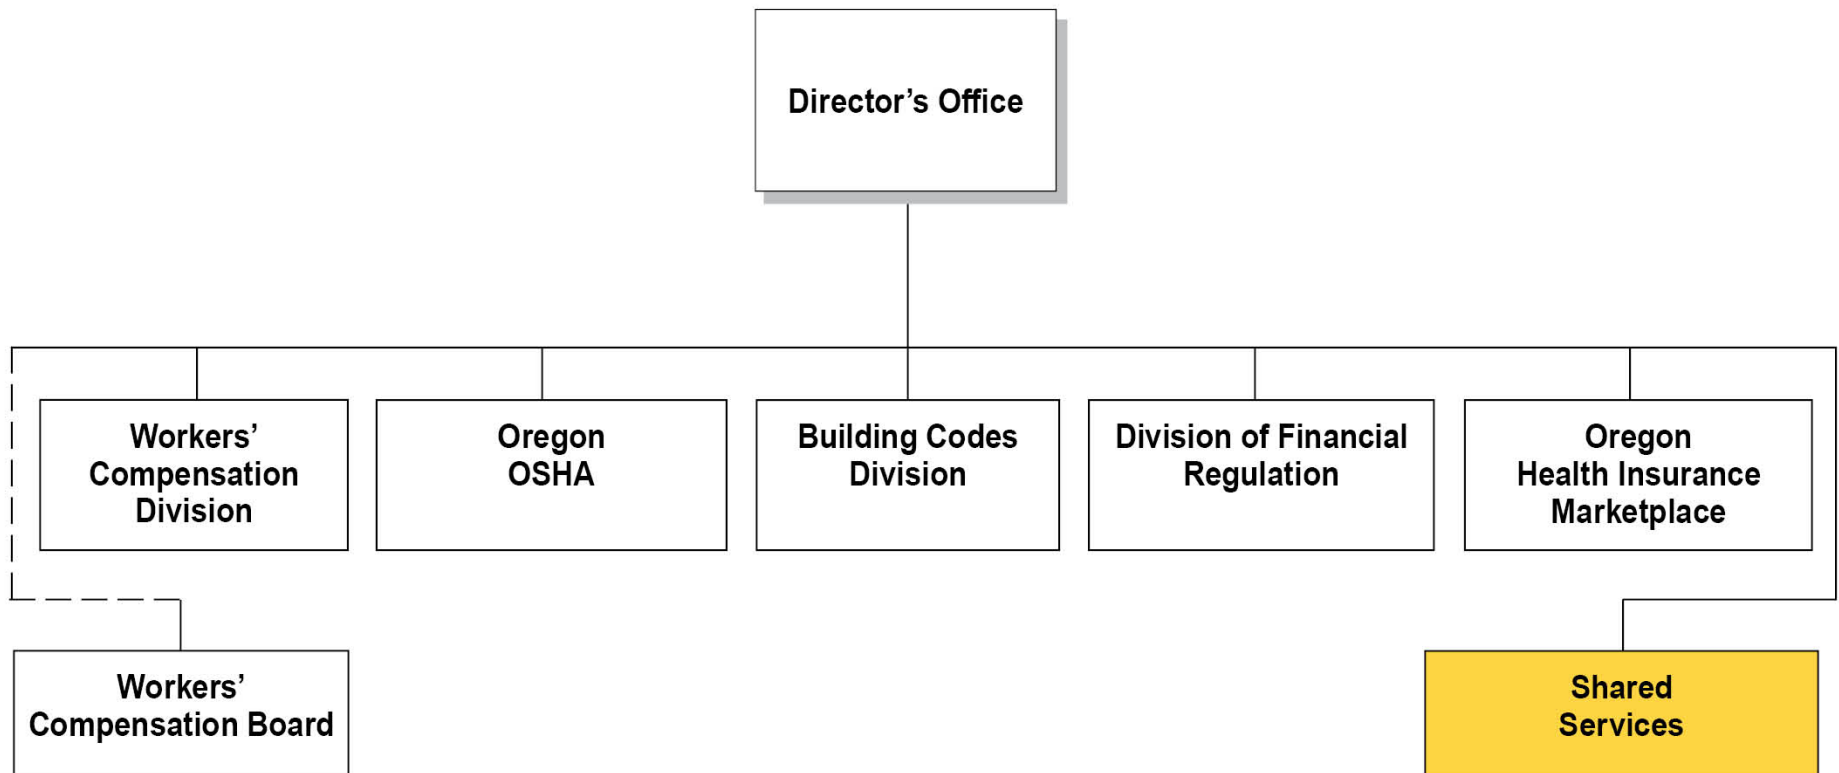 Director’s Office
Workers’
Compensation
Division
Oregon
OSHA
Building Codes
Division
Division of Financial
Regulation
Oregon
Health Insurance
Marketplace
Workers’
Compensation Board
Shared
Services